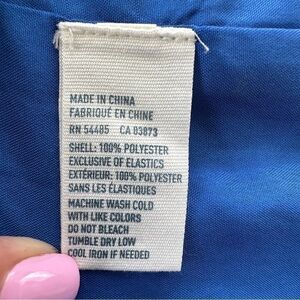 MADE IN CHINA
FABRIQUÉ EN CHINE
RN 54485 CA 03873
SHELL: 100% POLYESTER
EXCLUSIVE OF ELASTICS
EXTÉRIEUR: 100% POLYESTER
SANS LES ÉLASTIQUES
MACHINE WASH COLD
WITH LIKE COLORS
DO NOT BLEACH
TUMBLE DRY LOW
COOL IRON IF NEEDED